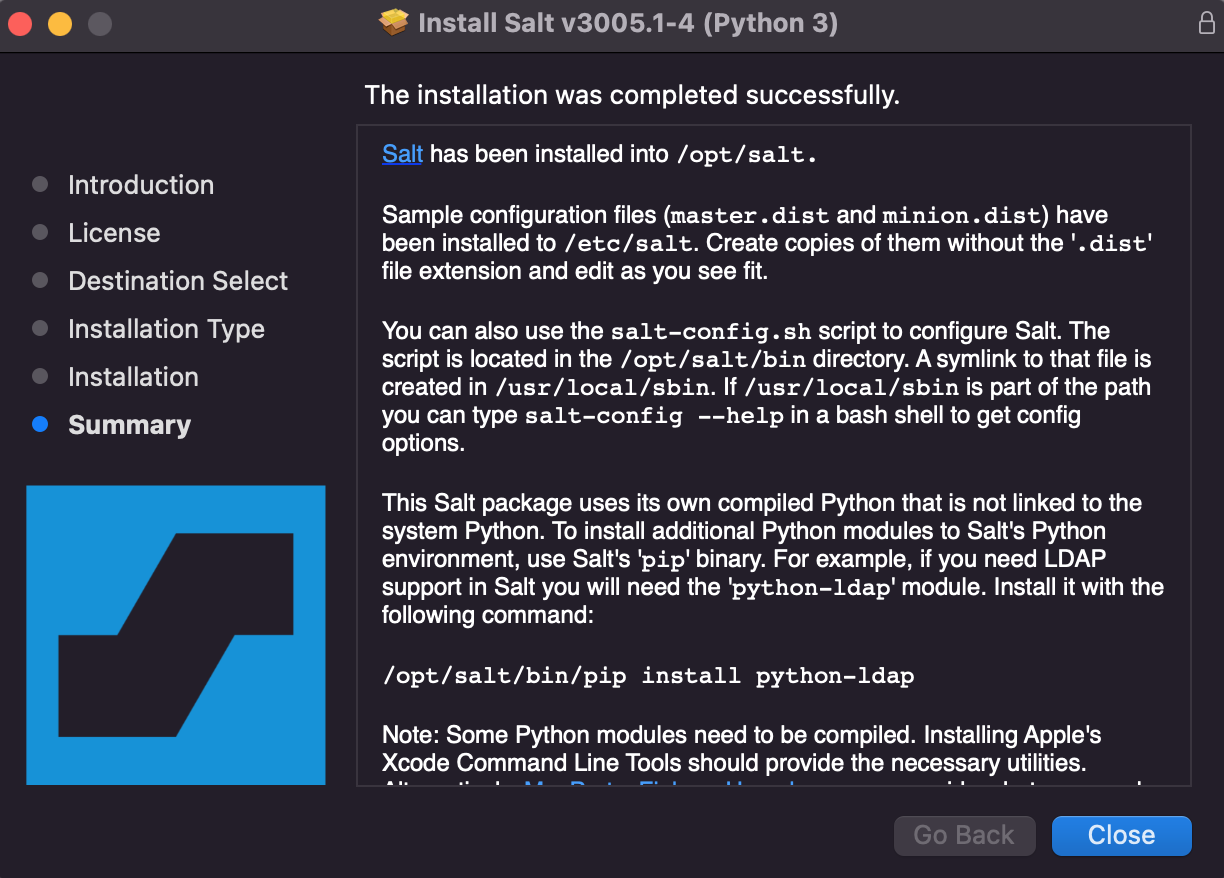 Install Salt v3005.1-4 (Python 3)
The installation was completed successfully.
Introduction
License
Destination Select
Installation Type
Installation
Summary
Salt has been installed into /opt/salt.
Sample configuration files (master.dist and minion.dist) have
been installed to /etc/salt. Create copies of them without the '.dist'
file extension and edit as you see fit.
You can also use the salt-config.sh script to configure Salt. The
script is located in the /opt/salt/bin directory. A symlink to that file is
created in /usr/local/sbin. If /usr/local/sbin is part of the path
you can type salt-config --help in a bash shell to get config
options.
This Salt package uses its own compiled Python that is not linked to the
system Python. To install additional Python modules to Salt's Python
environment, use Salt's 'pip' binary. For example, if you need LDAP
support in Salt you will need the 'python-ldap' module. Install it with the
following command:
/opt/salt/bin/pip install python-ldap
Note: Some Python modules need to be compiled. Installing Apple's
Xcode Command Line Tools should provide the necessary utilities.
Go Back
Close